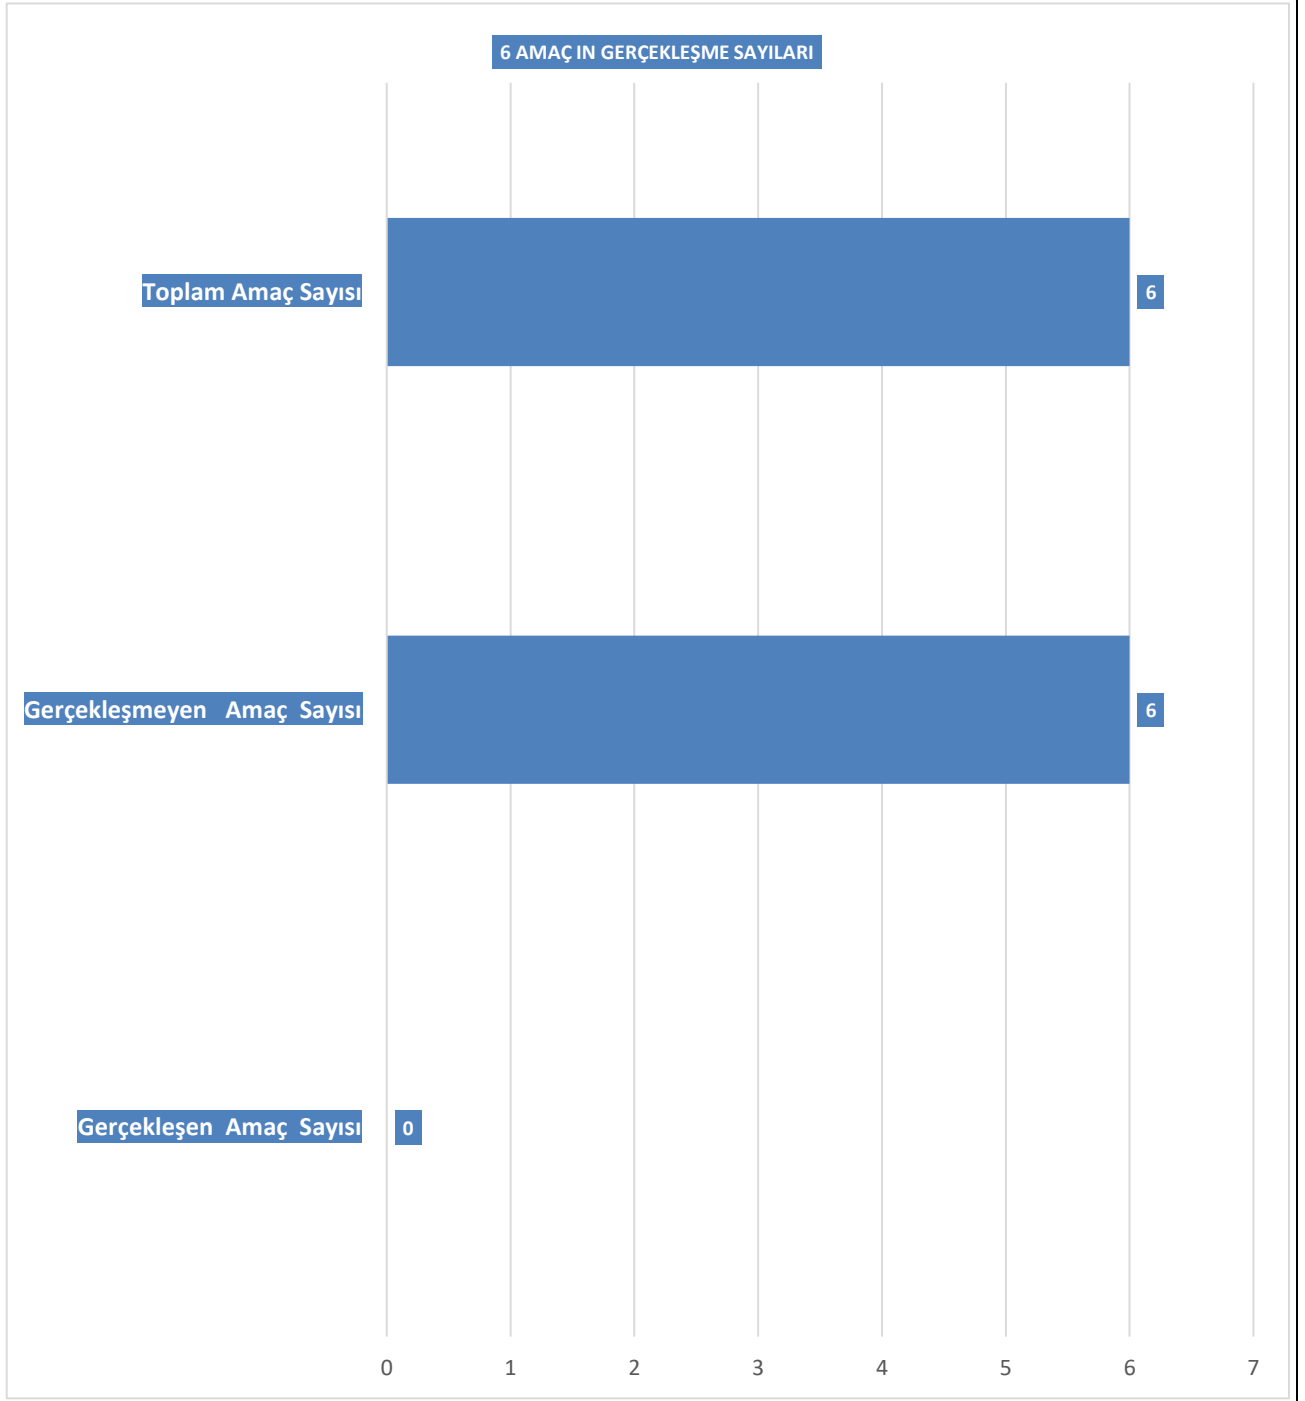 6 AMAÇ IN GERÇEKLEŞME SAYILARI
Toplam Amaç Sayısı
6
Gerçekleşmeyen Amaç Sayısı
6
Gerçekleşen Amaç Sayısı
0
0 1 2 3 4 5 6 7